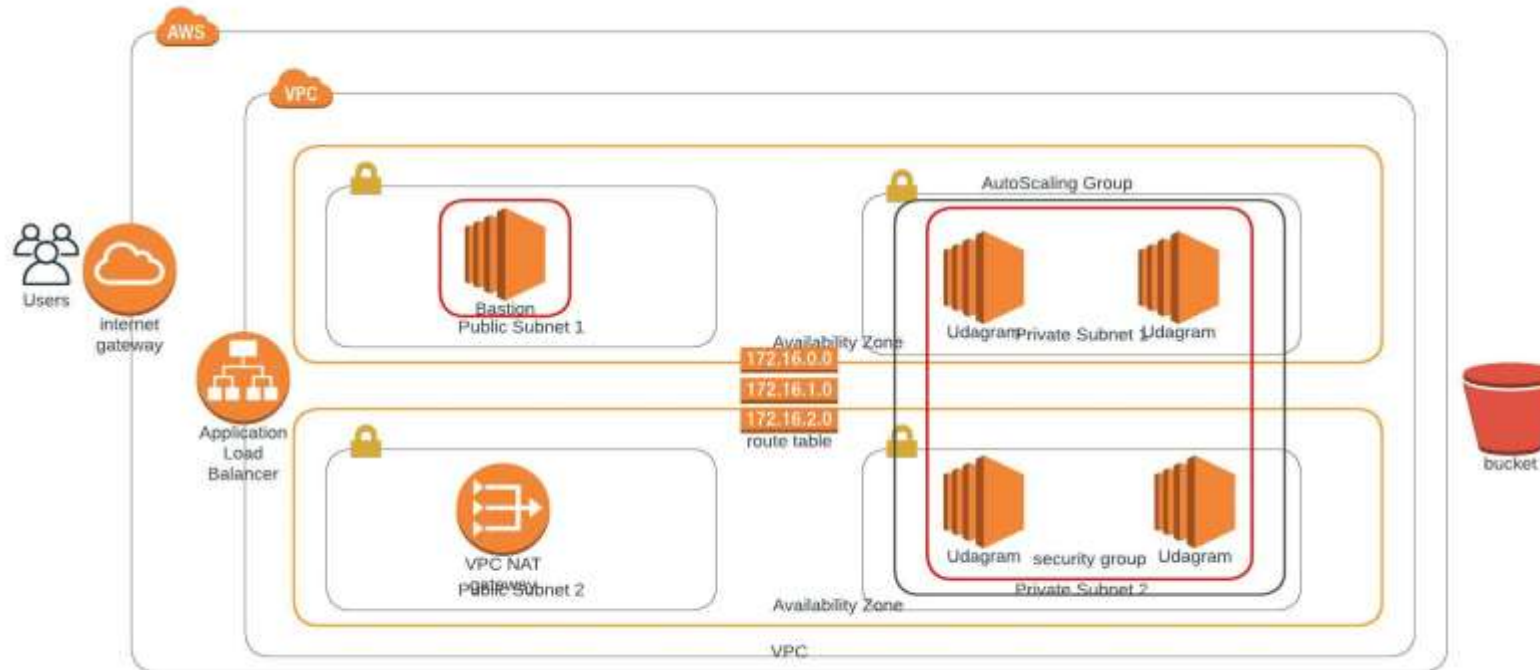 AWS
VPC
AutoScaling Group
Users
internet
gateway
Bastion
Public Subnet 1
Udagram
Private Subnet 1
Udagram
Availability Zone
172.16.0.0
172.16.1.0
172.16.2.0
route table
Application
Load
Balancer
bucket
VPC NAT
gateway
Public Subnet 2
Udagram
security group
Udagram
Private Subnet 2
Availability Zone
VPC